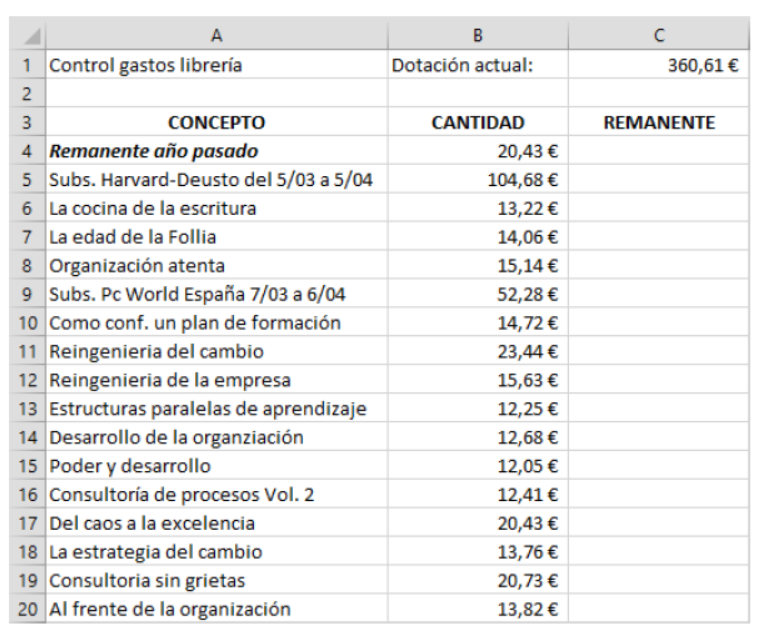 A B C
1 Control gastos librería Dotación actual: 360,61 €
2
3 CONCEPTO CANTIDAD REMANENTE
4 Remanente año pasado 20,43 €
5 Subs. Harvard-Deusto del 5/03 a 5/04 104,68 €
6 La cocina de la escritura 13,22 €
7 La edad de la Follia 14,06 €
8 Organización atenta 15,14 €
9 Subs. Pc World España 7/03 a 6/04 52,28 €
10 Como conf. un plan de formación 14,72 €
11 Reingenieria del cambio 23,44 €
12 Reingenieria de la empresa 15,63 €
13 Estructuras paralelas de aprendizaje 12,25 €
14 Desarrollo de la organziación 12,68 €
15 Poder y desarrollo 12,05 €
16 Consultoría de procesos Vol. 2 12,41 €
17 Del caos a la excelencia 20,43 €
18 La estrategia del cambio 13,76 €
19 Consultoria sin grietas 20,73 €
20 Al frente de la organización 13,82 €